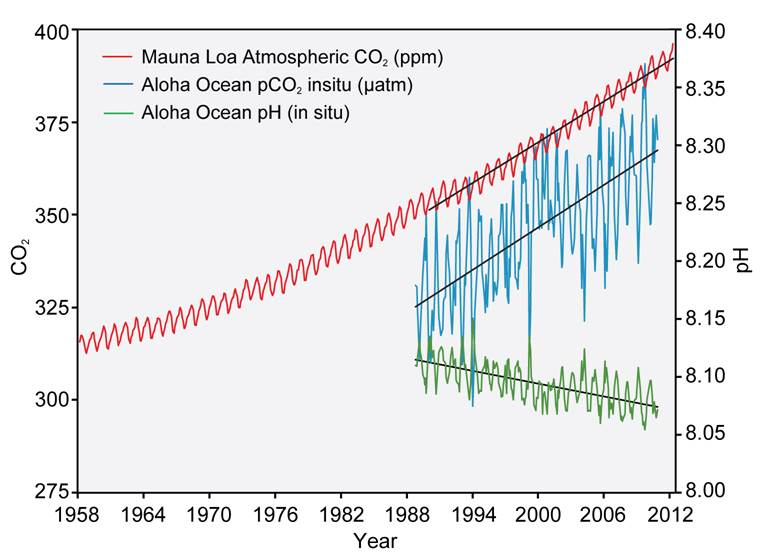 400
375
350
325
300
275
CO₂
Mauna Loa Atmospheric CO₂ (ppm)
Aloha Ocean pCO₂ insitu (µatm)
Aloha Ocean pH (in situ)
8.40
8.35
8.30
8.25
8.20
8.15
8.10
8.05
8.00
pH
1958 1964 1970 1976 1982 1988 1994 2000 2006 2012
Year